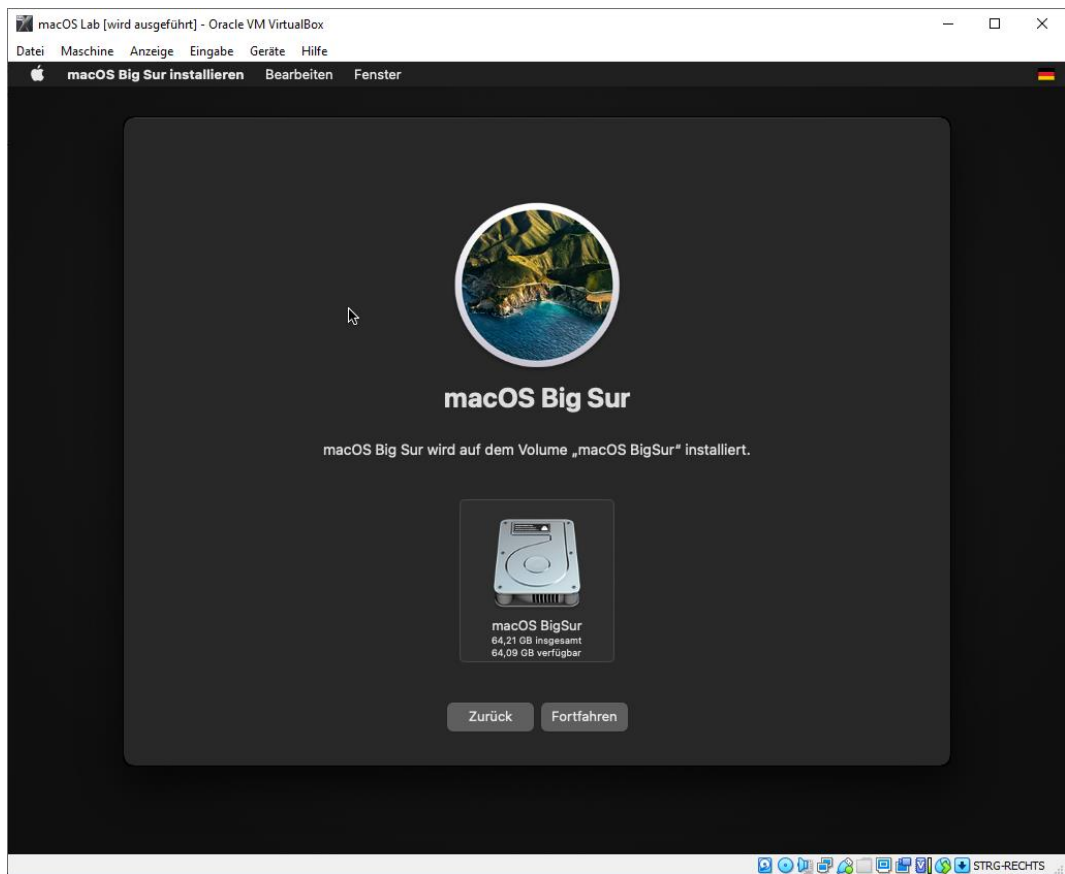 macOS Lab [wird ausgeführt] - Oracle VM VirtualBox
Datei Maschine Anzeige Eingabe Geräte Hilfe
macOS Big Sur installieren Bearbeiten Fenster
macOS Big Sur
macOS Big Sur wird auf dem Volume „macOS BigSur“ installiert.
macOS BigSur
64,21 GB insgesamt
64,09 GB verfügbar
Zurück Fortfahren
STRG-RECHTS